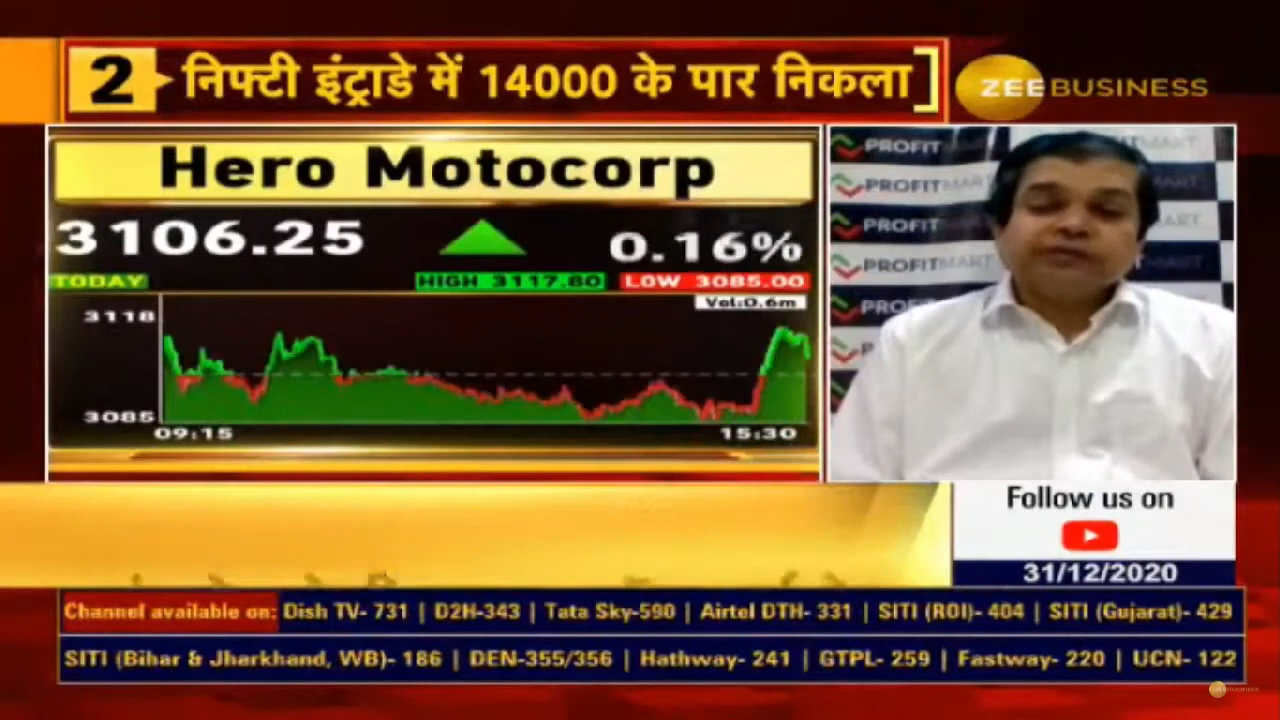 2 निफ्टी इंट्राडे में 14000 के पार निकला
ZEEBUSINESS
Hero Motocorp
3106.25 0.16%
TODAY HIGH 3117.80 LOW 3085.00
Vol:0.6m
3118
3085
09:15 15:30
PROFIT
PROFITMART
PROFIT
PROFITMART
PROFIT
Follow us on
31/12/2020
Channel available on: Dish TV- 731 | D2H-343 | Tata Sky-590 | Airtel DTH- 331 | SITI (ROI)- 404 | SITI (Gujarat)- 429
SITI (Bihar & Jharkhand, WB)- 186 | DEN-355/356 | Hathway- 241 | GTPL- 259 | Fastway- 220 | UCN- 122